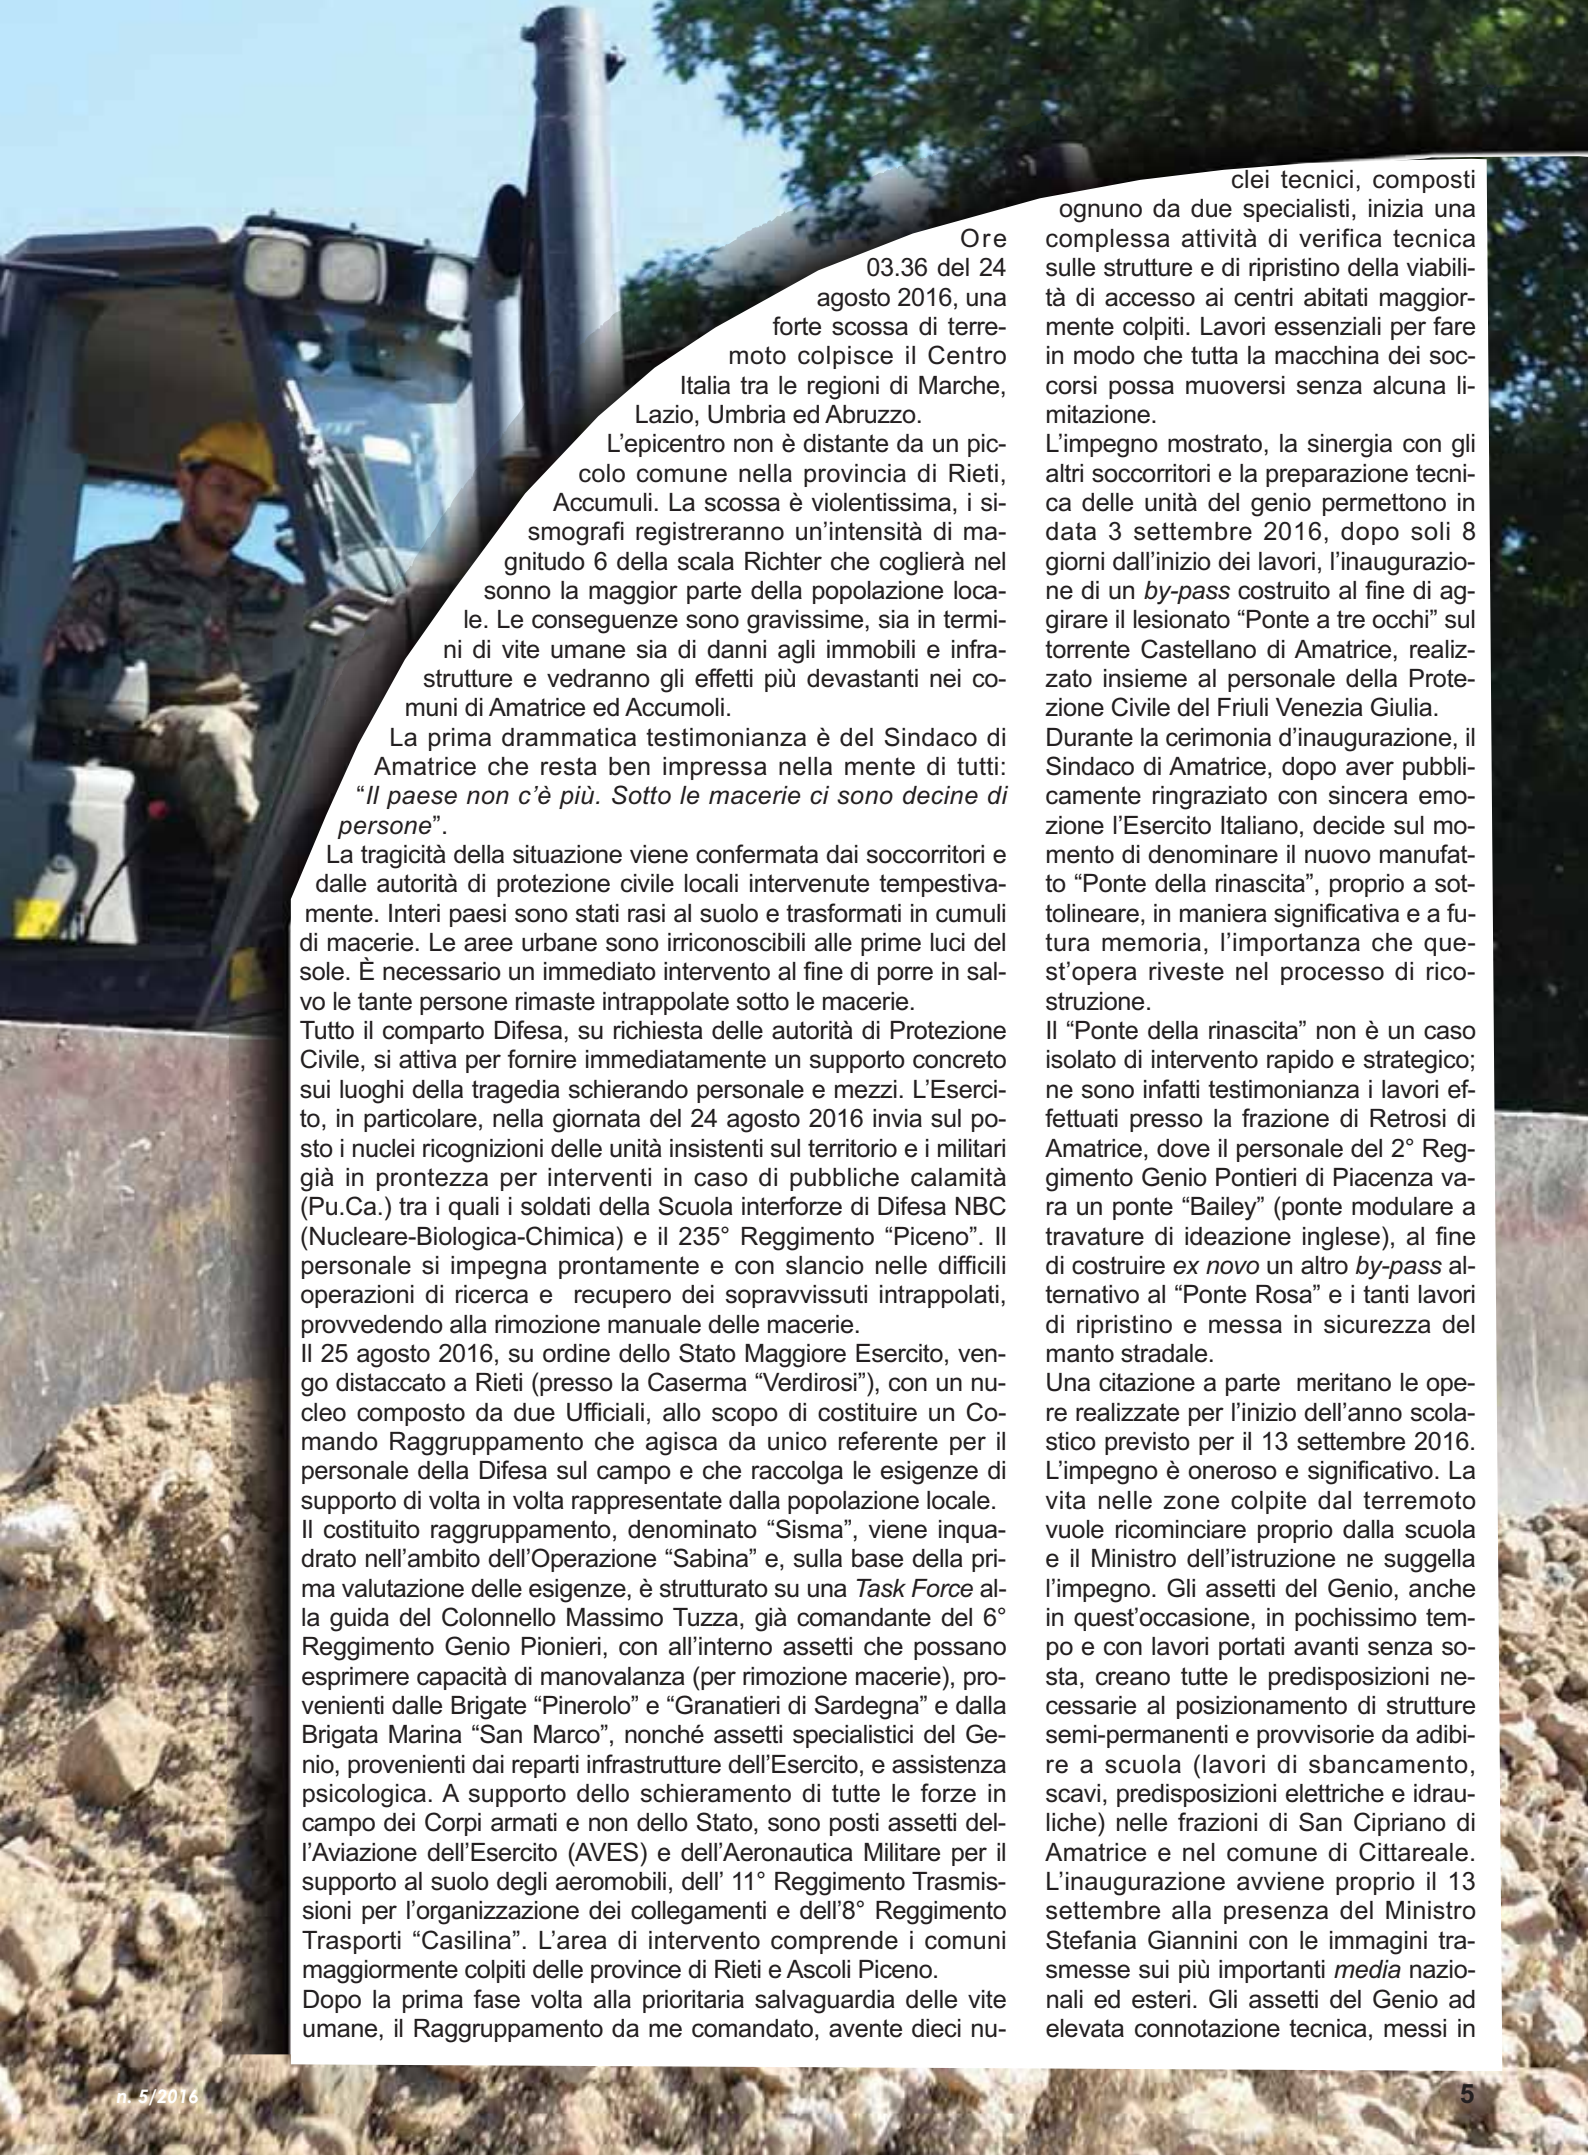 Ore
03.36 del 24
agosto 2016, una
forte scossa di terre-
moto colpisce il Centro
Italia tra le regioni di Marche,
Lazio, Umbria ed Abruzzo.
L'epicentro non è distante da un pic-
colo comune nella provincia di Rieti,
Accumuli. La scossa è violentissima, i si-
smografi registreranno un'intensità di ma-
gnitudo 6 della scala Richter che coglierà nel
sonno la maggior parte della popolazione loca-
le. Le conseguenze sono gravissime, sia in termi-
ni di vite umane sia di danni agli immobili e infra-
strutture e vedranno gli effetti più devastanti nei co-
muni di Amatrice ed Accumoli.
La prima drammatica testimonianza è del Sindaco di
Amatrice che resta ben impressa nella mente di tutti:
“Il paese non c'è più. Sotto le macerie ci sono decine di
persone”.
La tragicità della situazione viene confermata dai soccorritori e
dalle autorità di protezione civile locali intervenute tempestiva-
mente. Interi paesi sono stati rasi al suolo e trasformati in cumuli
di macerie. Le aree urbane sono irriconoscibili alle prime luci del
sole. È necessario un immediato intervento al fine di porre in sal-
vo le tante persone rimaste intrappolate sotto le macerie.
Tutto il comparto Difesa, su richiesta delle autorità di Protezione
Civile, si attiva per fornire immediatamente un supporto concreto
sui luoghi della tragedia schierando personale e mezzi. L'Eserci-
to, in particolare, nella giornata del 24 agosto 2016 invia sul po-
sto i nuclei ricognizioni delle unità insistenti sul territorio e i militari
già in prontezza per interventi in caso di pubbliche calamità
(Pu.Ca.) tra i quali i soldati della Scuola interforze di Difesa NBC
(Nucleare-Biologica-Chimica) e il 235° Reggimento “Piceno”. Il
personale si impegna prontamente e con slancio nelle difficili
operazioni di ricerca e recupero dei sopravvissuti intrappolati,
provvedendo alla rimozione manuale delle macerie.
Il 25 agosto 2016, su ordine dello Stato Maggiore Esercito, ven-
go distaccato a Rieti (presso la Caserma “Verdirosi”), con un nu-
cleo composto da due Ufficiali, allo scopo di costituire un Co-
mando Raggruppamento che agisca da unico referente per il
personale della Difesa sul campo e che raccolga le esigenze di
supporto di volta in volta rappresentate dalla popolazione locale.
Il costituito raggruppamento, denominato “Sisma”, viene inqua-
drato nell'ambito dell'Operazione “Sabina” e, sulla base della pri-
ma valutazione delle esigenze, è strutturato su una Task Force al-
la guida del Colonnello Massimo Tuzza, già comandante del 6°
Reggimento Genio Pionieri, con all'interno assetti che possano
esprimere capacità di manovalanza (per rimozione macerie), pro-
venienti dalle Brigate “Pinerolo” e “Granatieri di Sardegna” e dalla
Brigata Marina “San Marco”, nonché assetti specialistici del Ge-
nio, provenienti dai reparti infrastrutture dell'Esercito, e assistenza
psicologica. A supporto dello schieramento di tutte le forze in
campo dei Corpi armati e non dello Stato, sono posti assetti del-
l'Aviazione dell'Esercito (AVES) e dell'Aeronautica Militare per il
supporto al suolo degli aeromobili, dell' 11° Reggimento Trasmis-
sioni per l'organizzazione dei collegamenti e dell'8° Reggimento
Trasporti “Casilina”. L'area di intervento comprende i comuni
maggiormente colpiti delle province di Rieti e Ascoli Piceno.
Dopo la prima fase volta alla prioritaria salvaguardia delle vite
umane, il Raggruppamento da me comandato, avente dieci nu-
clei tecnici, composti
ognuno da due specialisti, inizia una
complessa attività di verifica tecnica
sulle strutture e di ripristino della viabili-
tà di accesso ai centri abitati maggior-
mente colpiti. Lavori essenziali per fare
in modo che tutta la macchina dei soc-
corsi possa muoversi senza alcuna li-
mitazione.
L'impegno mostrato, la sinergia con gli
altri soccorritori e la preparazione tecni-
ca delle unità del genio permettono in
data 3 settembre 2016, dopo soli 8
giorni dall'inizio dei lavori, l'inaugurazio-
ne di un by-pass costruito al fine di ag-
girare il lesionato “Ponte a tre occhi” sul
torrente Castellano di Amatrice, realiz-
zato insieme al personale della Prote-
zione Civile del Friuli Venezia Giulia.
Durante la cerimonia d'inaugurazione, il
Sindaco di Amatrice, dopo aver pubbli-
camente ringraziato con sincera emo-
zione l'Esercito Italiano, decide sul mo-
mento di denominare il nuovo manufat-
to “Ponte della rinascita”, proprio a sot-
tolineare, in maniera significativa e a fu-
tura memoria, l'importanza che que-
st'opera riveste nel processo di rico-
struzione.
Il “Ponte della rinascita” non è un caso
isolato di intervento rapido e strategico;
ne sono infatti testimonianza i lavori ef-
fettuati presso la frazione di Retrosi di
Amatrice, dove il personale del 2° Reg-
gimento Genio Pontieri di Piacenza va-
ra un ponte “Bailey” (ponte modulare a
travature di ideazione inglese), al fine
di costruire ex novo un altro by-pass al-
ternativo al “Ponte Rosa” e i tanti lavori
di ripristino e messa in sicurezza del
manto stradale.
Una citazione a parte meritano le ope-
re realizzate per l'inizio dell'anno scola-
stico previsto per il 13 settembre 2016.
L'impegno è oneroso e significativo. La
vita nelle zone colpite dal terremoto
vuole ricominciare proprio dalla scuola
e il Ministro dell'istruzione ne suggella
l'impegno. Gli assetti del Genio, anche
in quest'occasione, in pochissimo tem-
po e con lavori portati avanti senza so-
sta, creano tutte le predisposizioni ne-
cessarie al posizionamento di strutture
semi-permanenti e provvisorie da adibi-
re a scuola (lavori di sbancamento,
scavi, predisposizioni elettriche e idrau-
liche) nelle frazioni di San Cipriano di
Amatrice e nel comune di Cittareale.
L'inaugurazione avviene proprio il 13
settembre alla presenza del Ministro
Stefania Giannini con le immagini tra-
smesse sui più importanti media nazio-
nali ed esteri. Gli assetti del Genio ad
elevata connotazione tecnica, messi in
n. 5/2016
5